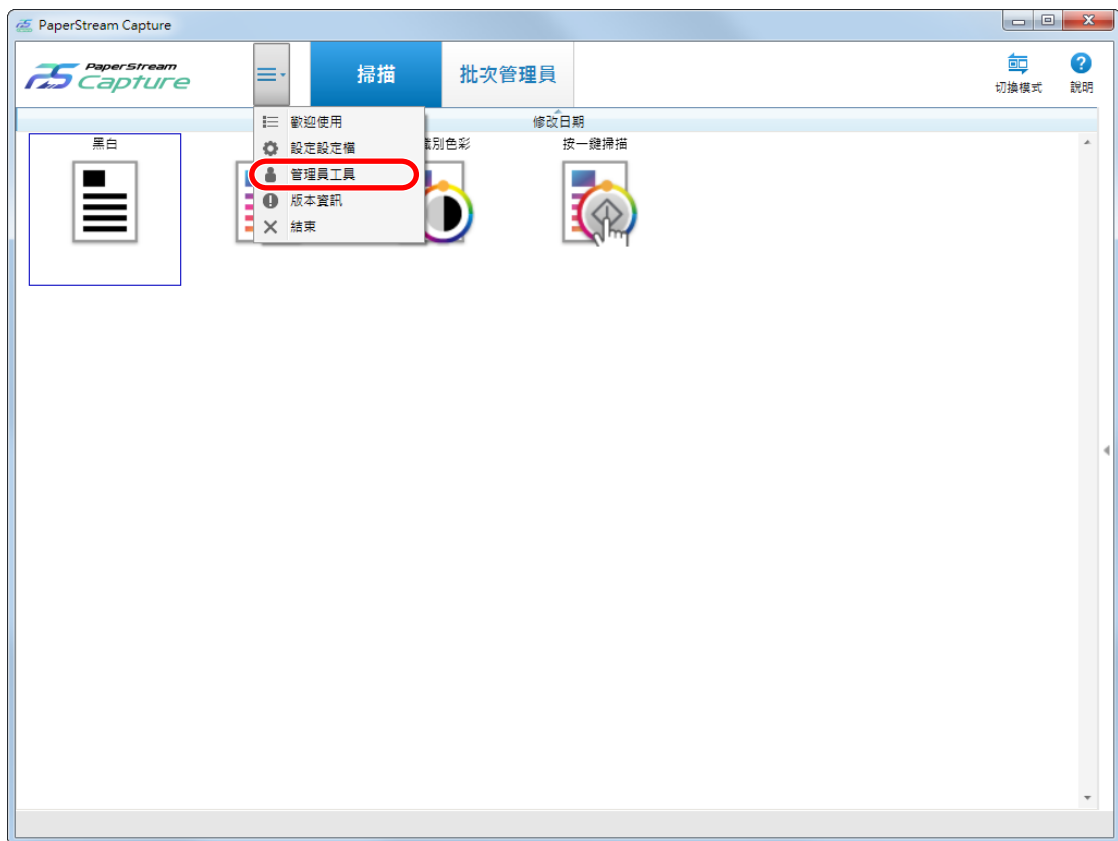 PaperStream Capture
PaperStream
Capture
掃描
批次管理員
切換模式
說明
修改日期
歡迎使用
設定設定檔
管理員工具
版本資訊
結束
黑白
識別色彩
按一鍵掃描